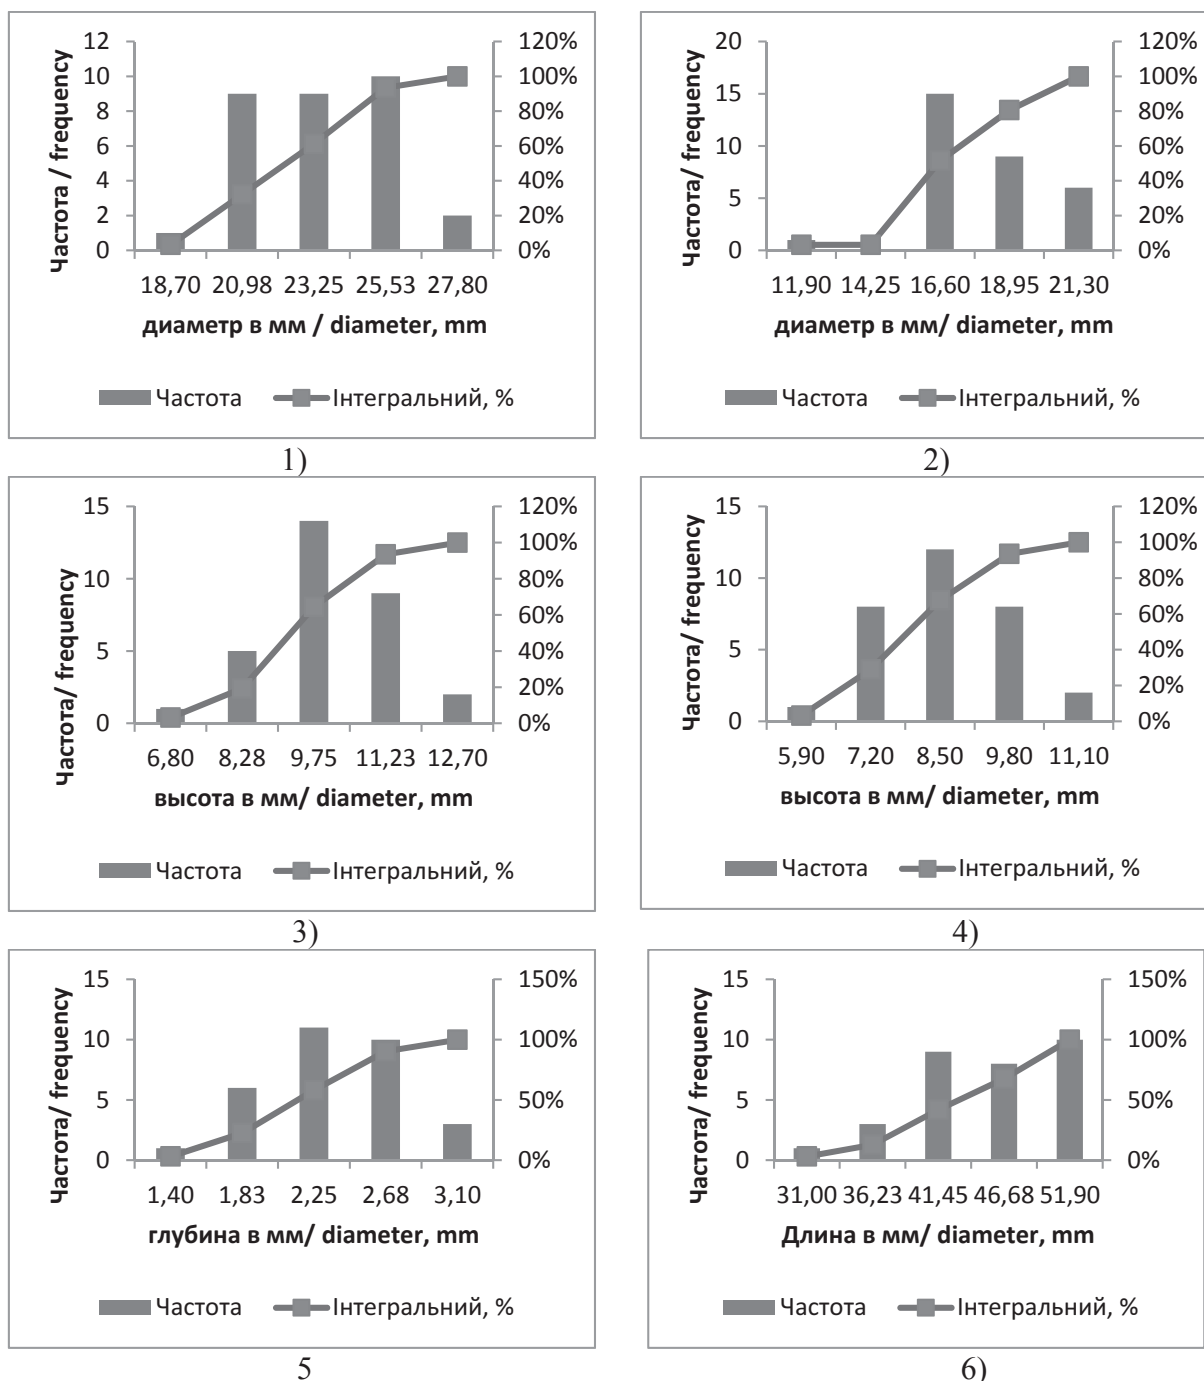 Частота / frequency
12
10
8
6
4
2
0
120%
100%
80%
60%
40%
20%
0%
18,70 20,98 23,25 25,53 27,80
диаметр в мм / diameter, mm
Частота Інтегральний, %
1)
Частота/ frequency
20
15
10
5
0
120%
100%
80%
60%
40%
20%
0%
11,90 14,25 16,60 18,95 21,30
диаметр в мм/ diameter, mm
Частота Інтегральний, %
2)
Частота/ frequency
15
10
5
0
120%
100%
80%
60%
40%
20%
0%
6,80 8,28 9,75 11,23 12,70
высота в мм/ diameter, mm
Частота Інтегральний, %
3)
Частота/ frequency
15
10
5
0
120%
100%
80%
60%
40%
20%
0%
5,90 7,20 8,50 9,80 11,10
высота в мм/ diameter, mm
Частота Інтегральний, %
4)
Частота/ frequency
15
10
5
0
150%
100%
50%
0%
1,40 1,83 2,25 2,68 3,10
глубина в мм/ diameter, mm
Частота Інтегральний, %
5
Частота/ frequency
15
10
5
0
150%
100%
50%
0%
31,00 36,23 41,45 46,68 51,90
Длина в мм/ diameter, mm
Частота Інтегральний, %
6)